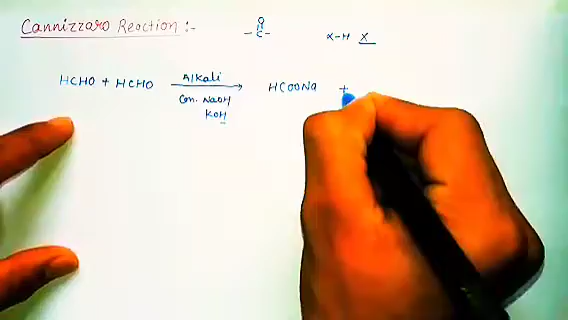 Cannizzaro Reaction :-
O
-C-
α-H X
HCHO + HCHO Alkali HCOONa +
Con. NaOH
KOH